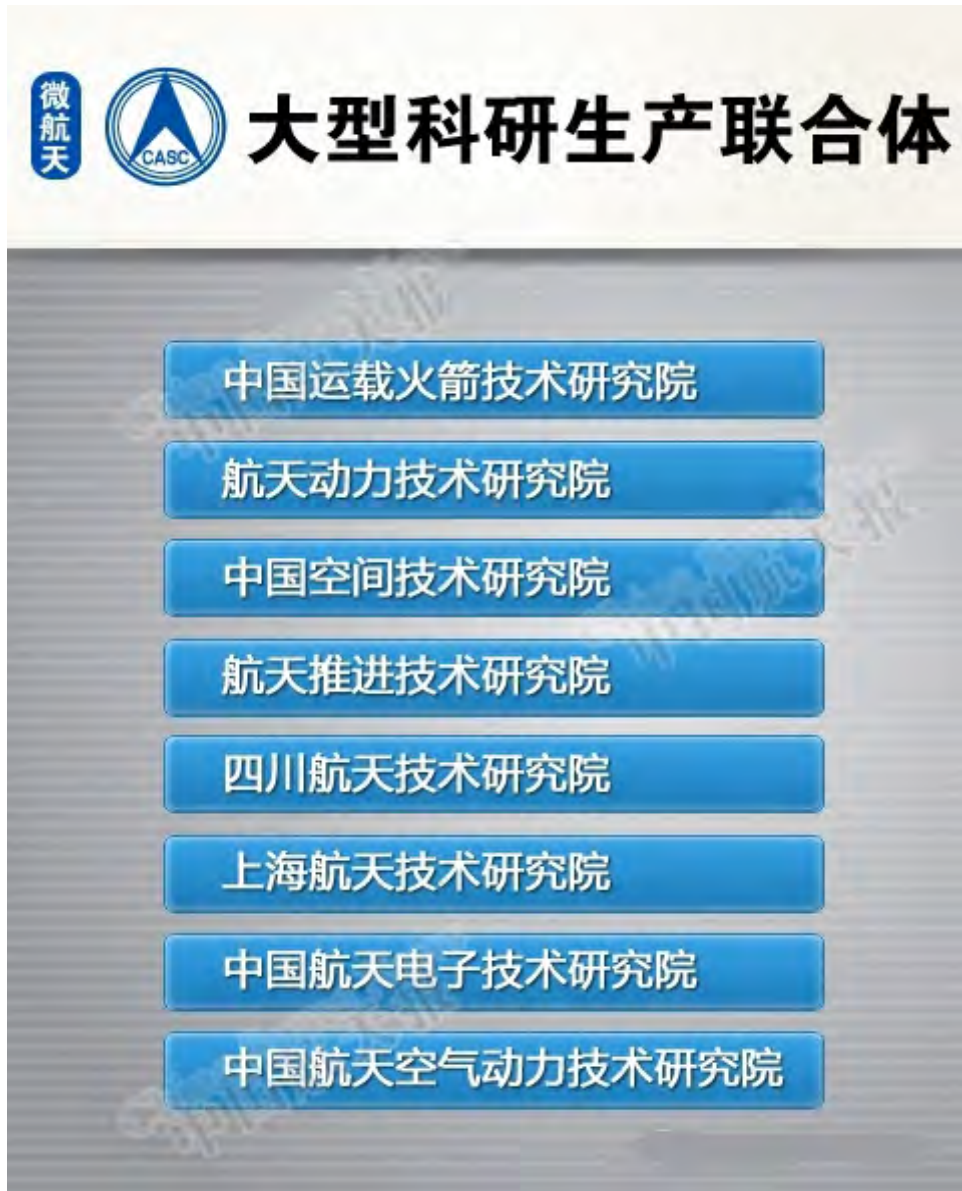 微航天
CASC
大型科研生产联合体
中国运载火箭技术研究院
航天动力技术研究院
中国空间技术研究院
航天推进技术研究院
四川航天技术研究院
上海航天技术研究院
中国航天电子技术研究院
中国航天空气动力技术研究院